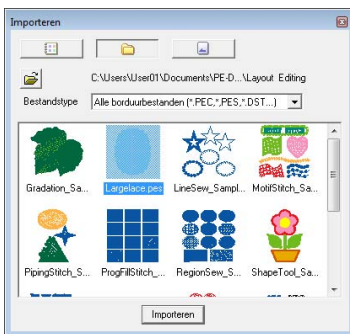 Importeren
C:\Users\User01\Documents\PE-D...\Layout Editing
Bestandstype
Alle borduurbestanden (*.PEC,*.PES,*.DST...)
Gradation_Sa... Largelace.pes LineSew_Sampl... MotifStitch_Sa...
PipingStitch_S... ProgFillStitch_... RegionSew_S... ShapeTool_Sa...
Importeren